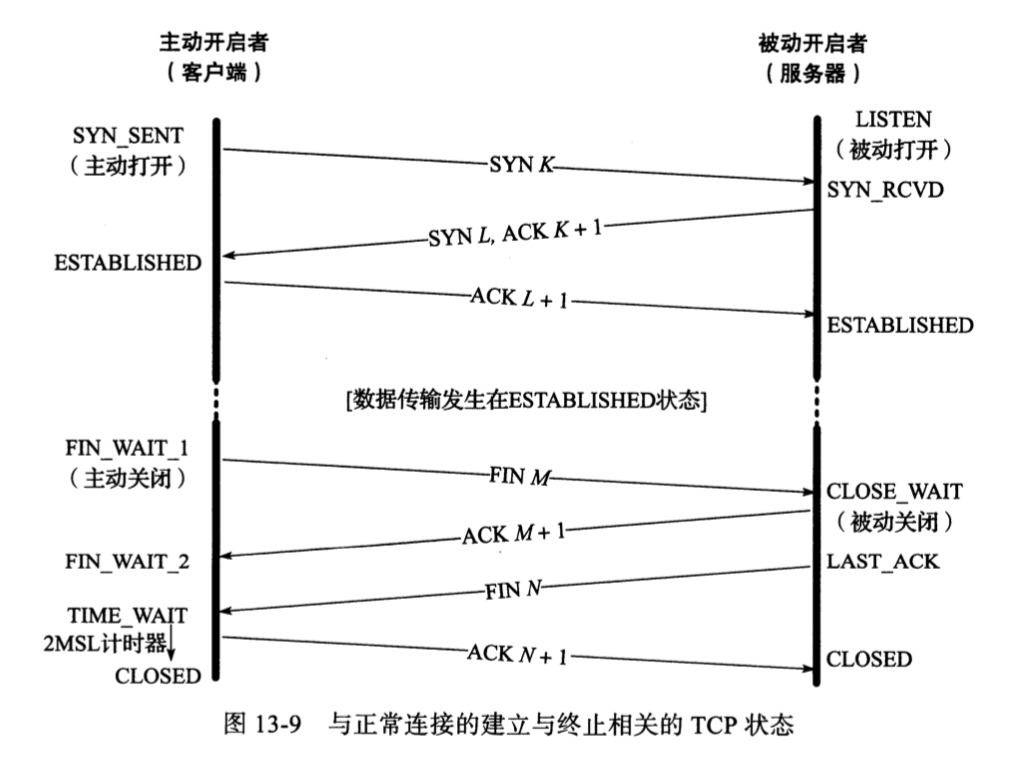 主动开启者
（客户端）
被动开启者
（服务器）
SYN_SENT
（主动打开）
LISTEN
（被动打开）
SYN K
SYN_RCVD
SYN L, ACK K + 1
ESTABLISHED
ACK L + 1
ESTABLISHED
[数据传输发生在ESTABLISHED状态]
FIN_WAIT_1
（主动关闭）
FIN M
CLOSE_WAIT
（被动关闭）
ACK M + 1
FIN_WAIT_2
LAST_ACK
FIN N
TIME_WAIT
2MSL计时器
ACK N + 1
CLOSED
CLOSED
图 13-9 与正常连接的建立与终止相关的 TCP 状态